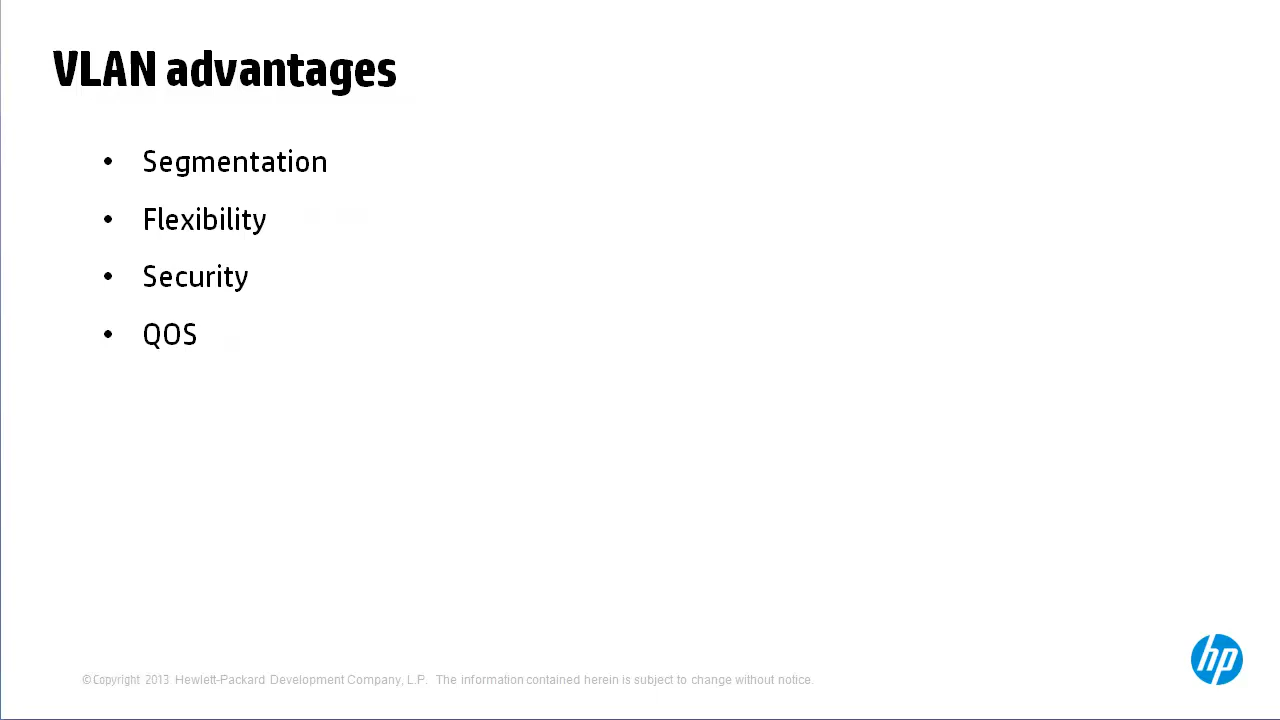 VLAN advantages
• Segmentation
• Flexibility
• Security
• QOS
hp
© Copyright 2013 Hewlett-Packard Development Company, L.P. The information contained herein is subject to change without notice.